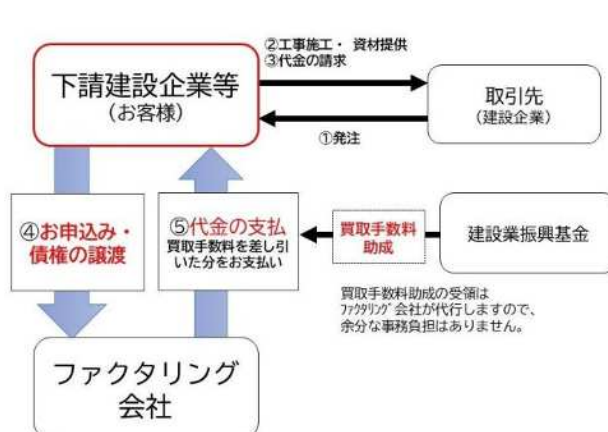 ②工事施工・ 資材提供
③代金の請求
下請建設企業等
(お客様)
取引先
(建設企業)
①発注
④お申込み・
債権の譲渡
⑤代金の支払
買取手数料を差し引
いた分をお支払い
買取手数料
助成
建設業振興基金
買取手数料助成の受領は
ファクタリング会社が代行しますので、
余分な事務負担はありません。
ファクタリング
会社